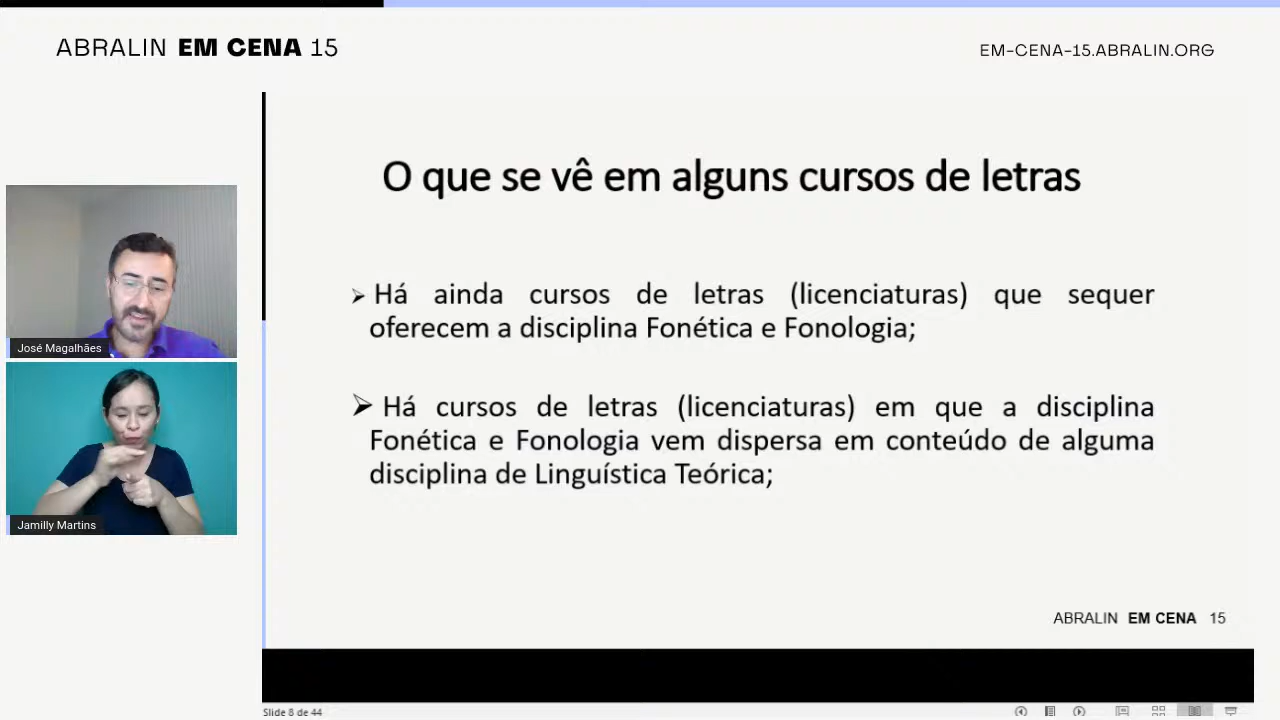 ABRALIN EM CENA 15
EM-CENA-15.ABRALIN.ORG
O que se vê em alguns cursos de letras
Há ainda cursos de letras (licenciaturas) que sequer
oferecem a disciplina Fonética e Fonologia;
Há cursos de letras (licenciaturas) em que a disciplina
Fonética e Fonologia vem dispersa em conteúdo de alguma
disciplina de Linguística Teórica;
José Magalhães
Jamilly Martins
ABRALIN EM CENA 15
Slide 8 de 44